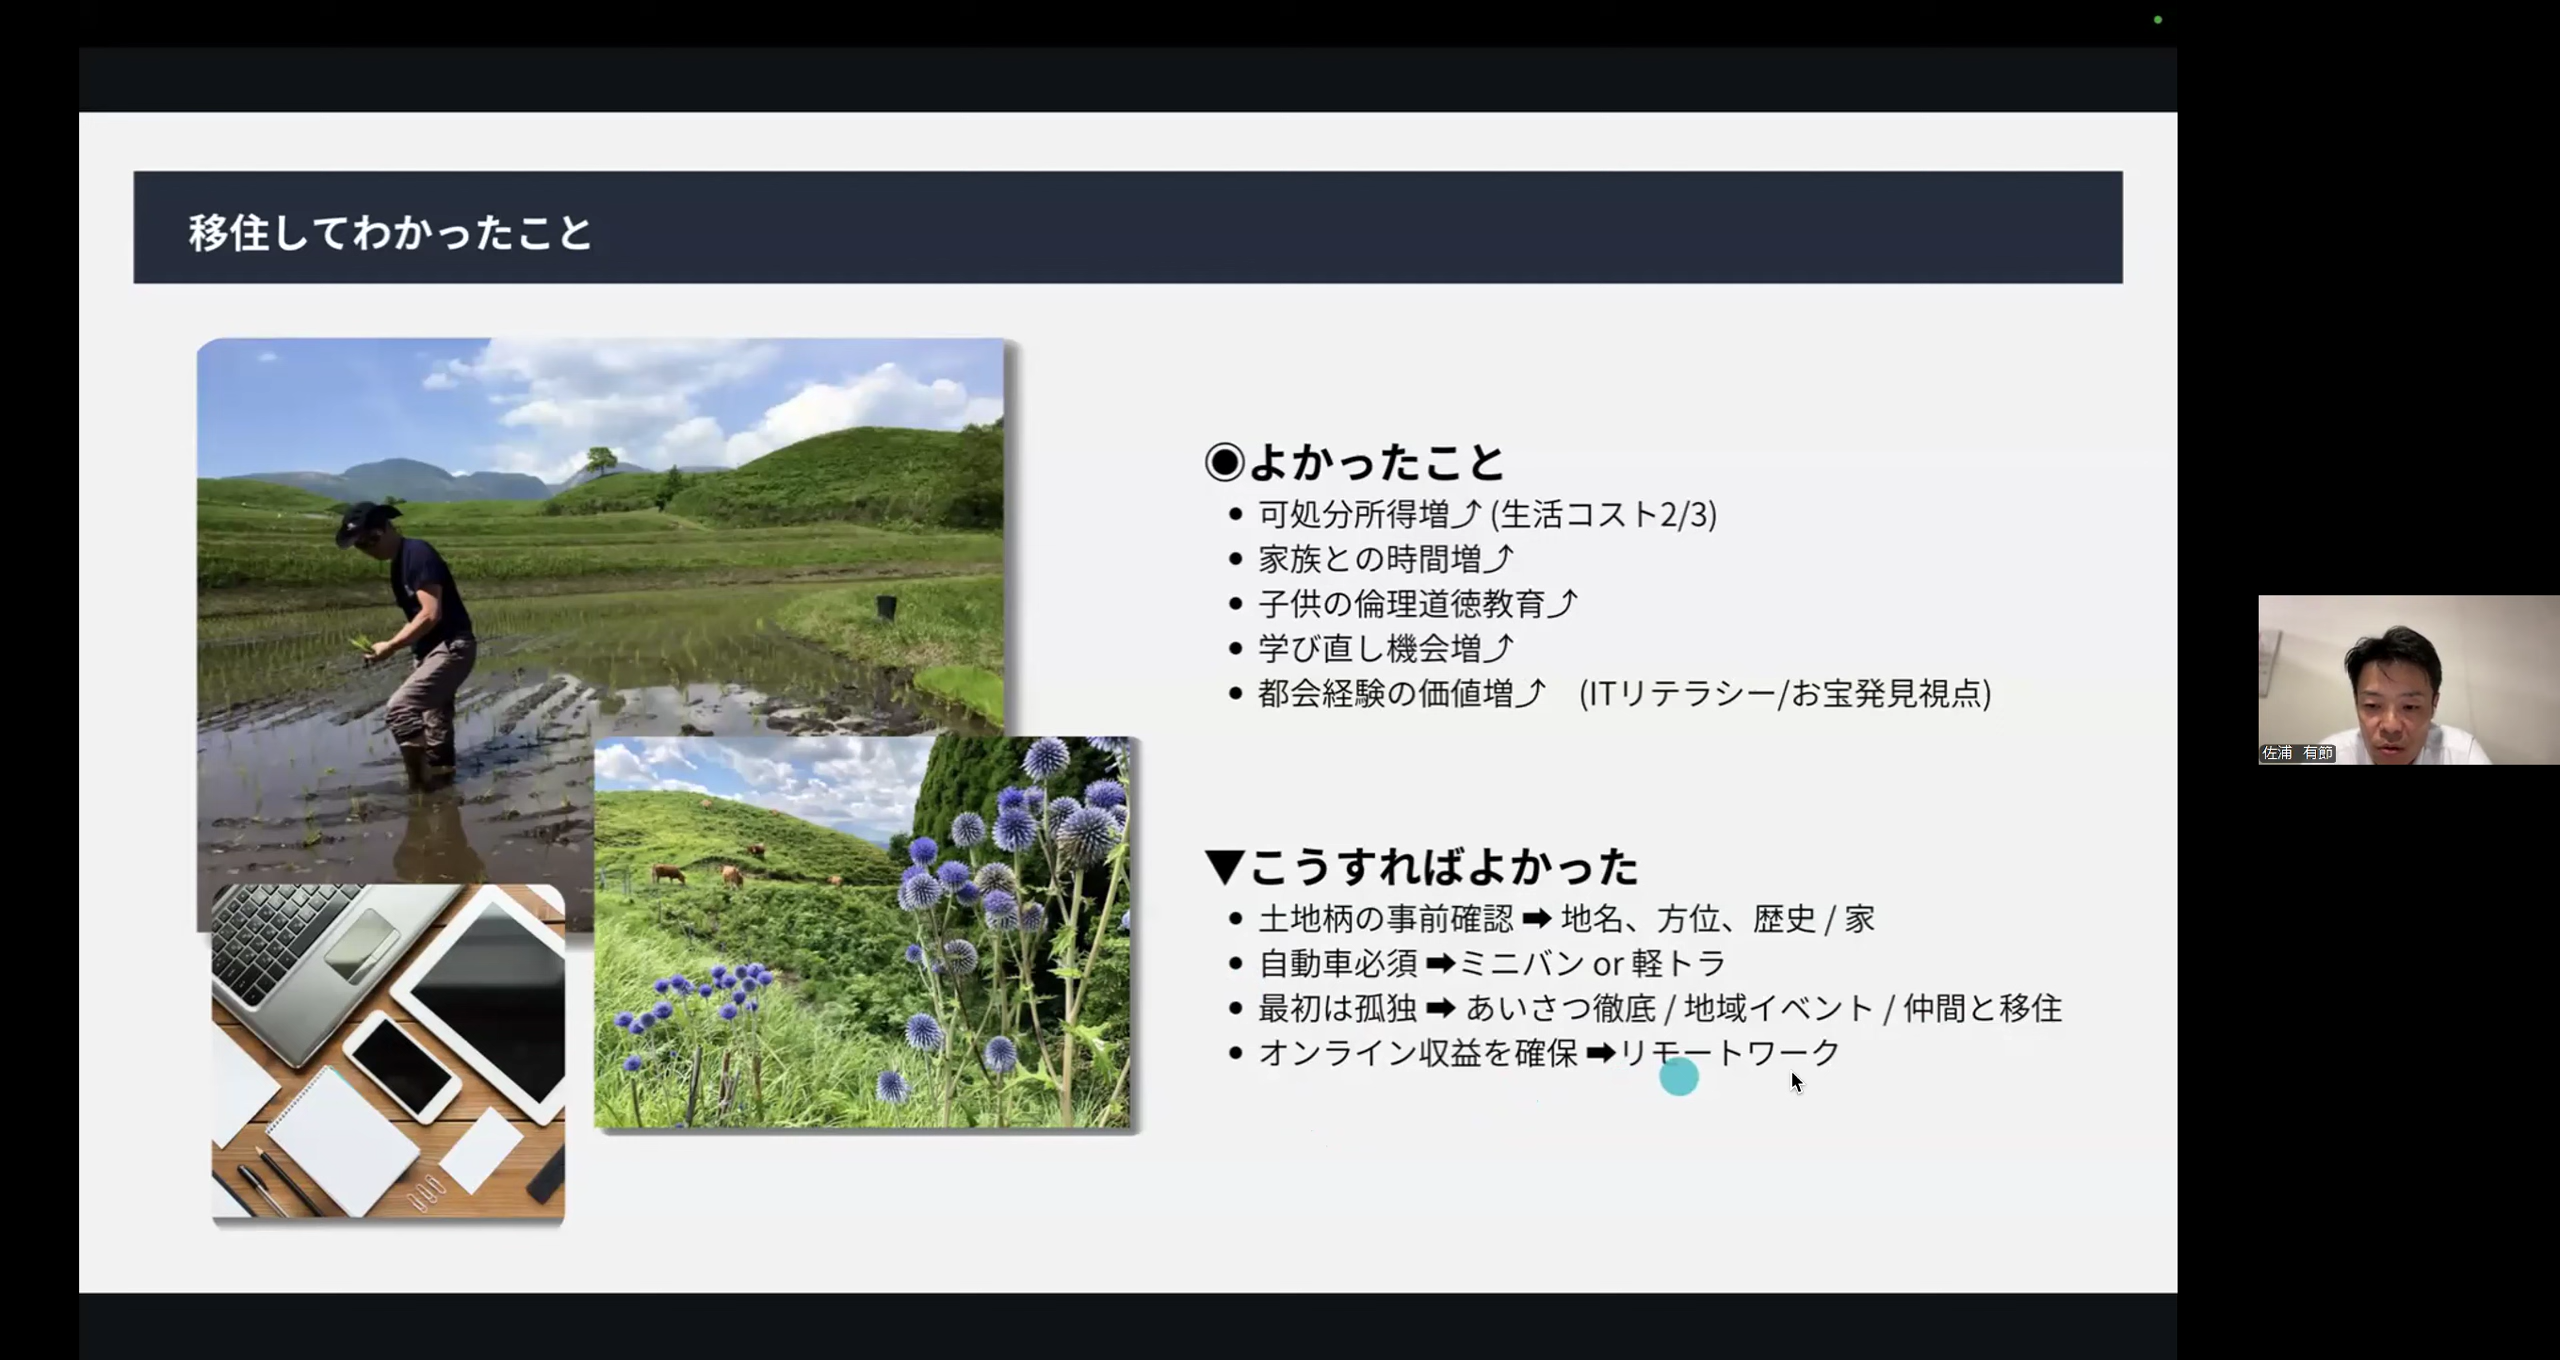 移住してわかったこと
◉よかったこと
• 可処分所得増⤴ (生活コスト2/3)
• 家族との時間増⤴
• 子供の倫理道徳教育⤴
• 学び直し機会増⤴
• 都会経験の価値増⤴　(ITリテラシー/お宝発見視点)
▼こうすればよかった
• 土地柄の事前確認 ➡ 地名、方位、歴史 / 家
• 自動車必須 ➡ミニバン or 軽トラ
• 最初は孤独 ➡ あいさつ徹底 / 地域イベント / 仲間と移住
• オンライン収益を確保 ➡リモートワーク
佐浦　有節